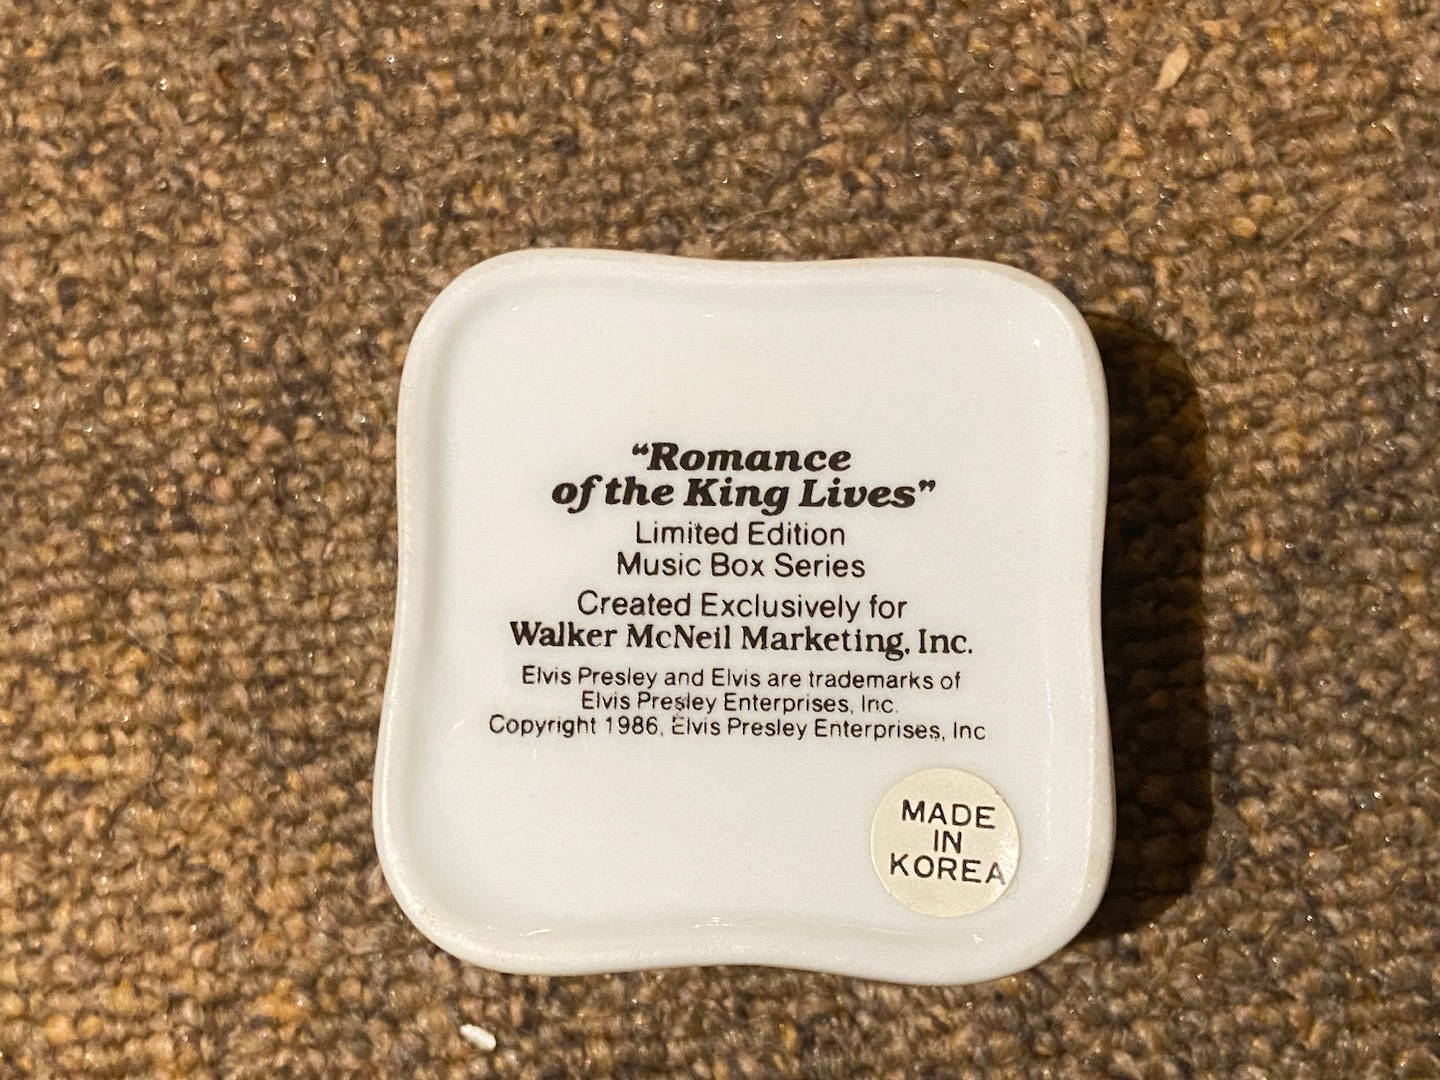 “Romance
of the King Lives”
Limited Edition
Music Box Series
Created Exclusively for
Walker McNeil Marketing, Inc.
Elvis Presley and Elvis are trademarks of
Elvis Presley Enterprises, Inc.
Copyright 1986, Elvis Presley Enterprises, Inc
MADE
IN
KOREA